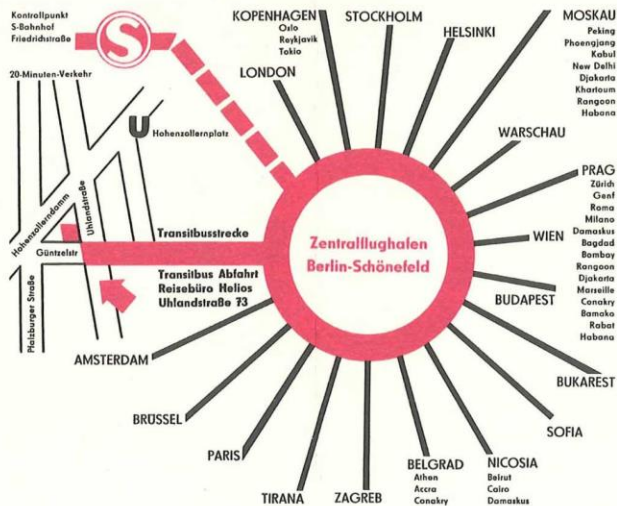 Kontrollpunkt
S-Bahnhof
Friedrichstraße
S
20-Minuten-Verkehr
U Hohenzollernplatz
Hohenzollerndamm
Uhlandstraße
Güntzelstr
Pfalzburger Straße
Transitbusstrecke
Transitbus Abfahrt
Reisebüro Helios
Uhlandstraße 73
Zentralflughafen
Berlin-Schönefeld
LONDON
KOPENHAGEN
Oslo
Reykjavik
Tokio
STOCKHOLM
HELSINKI
MOSKAU
Peking
Phoengjang
Kabul
New Delhi
Djakarta
Khartoum
Rangoon
Habana
WARSCHAU
PRAG
Zürich
Genf
Roma
Milano
Damaskus
Bagdad
Bombay
Rangoon
Djakarta
Marseille
Conakry
Bamako
Rabat
Habana
WIEN
BUDAPEST
BUKAREST
SOFIA
NICOSIA
Beirut
Cairo
Damaskus
BELGRAD
Athen
Accra
Conakry
ZAGREB
TIRANA
PARIS
BRÜSSEL
AMSTERDAM